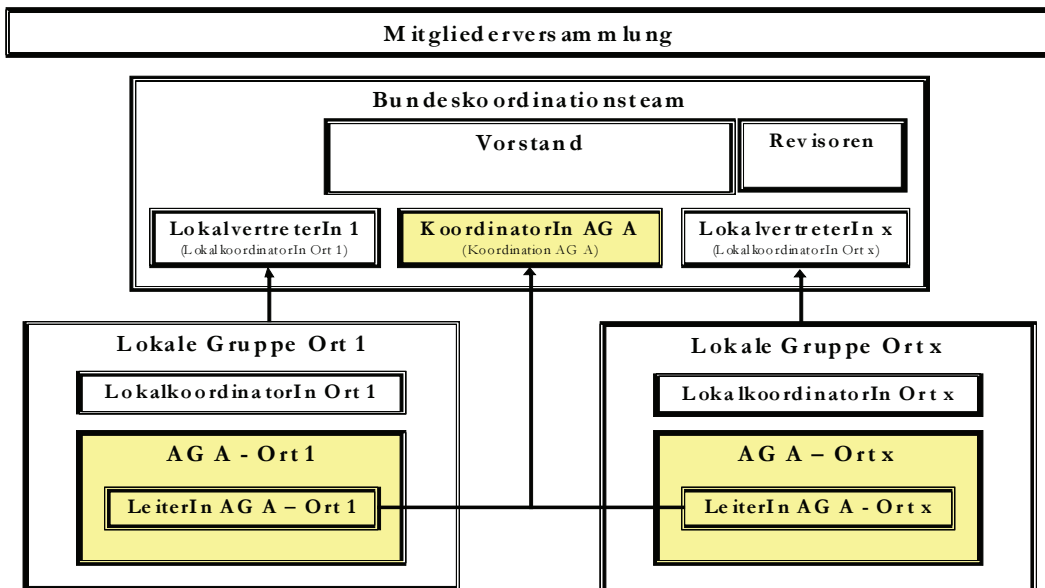 Mitgliederversammlung
Bundeskoordinationsteam
Vorstand
Revisoren
LokalvertreterIn 1
(LokalkoordinatorIn Ort 1)
KoordinatorIn AG A
(Koordination AG A)
LokalvertreterIn x
(LokalkoordinatorIn Ort x)
Lokale Gruppe Ort 1
LokalkoordinatorIn Ort 1
AG A - Ort 1
LeiterIn AG A – Ort 1
Lokale Gruppe Ort x
LokalkoordinatorIn Ort x
AG A – Ort x
LeiterIn AG A - Ort x